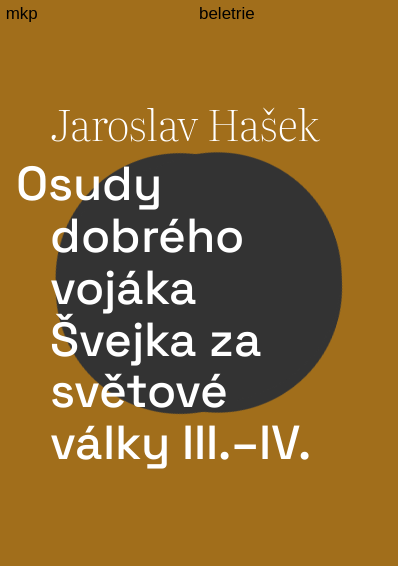 mkp beletrie
Jaroslav Hašek
Osudy
dobrého
vojáka
Švejka za
světové
války III.–IV.